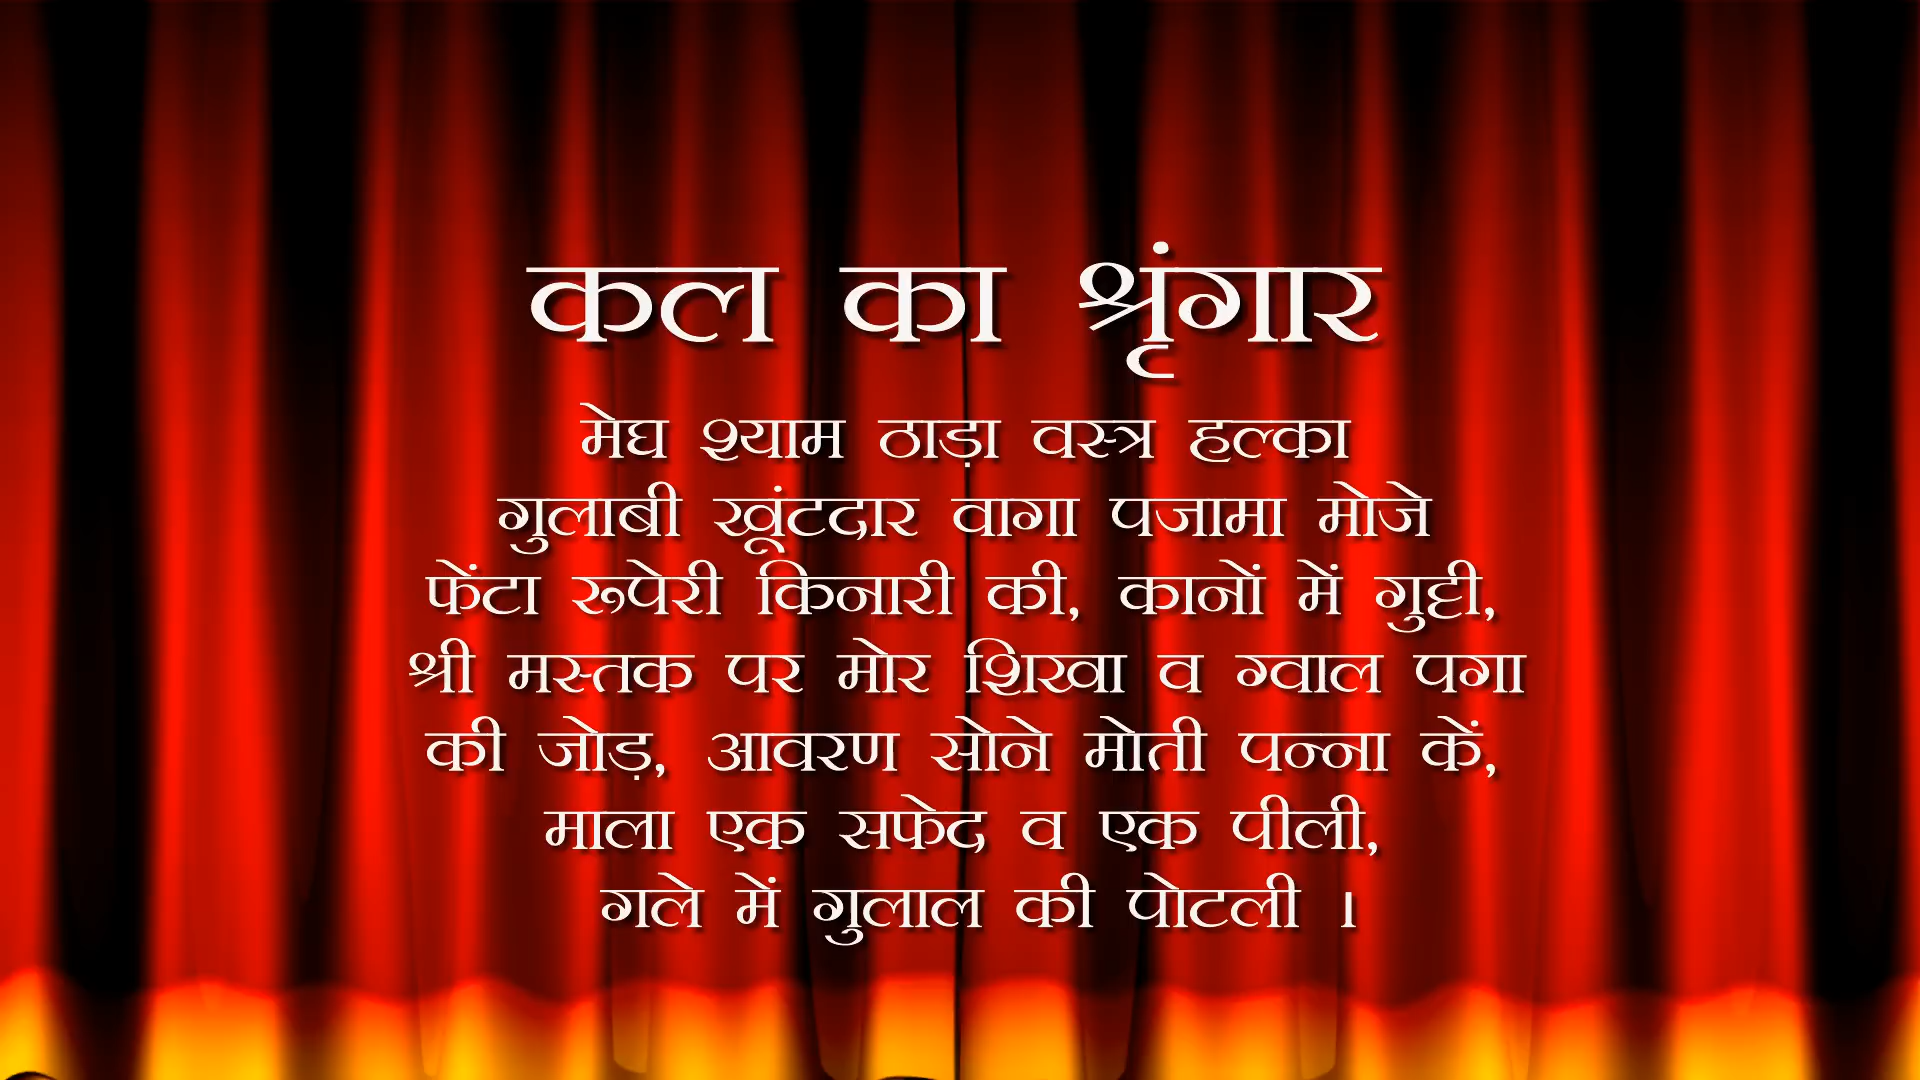 कल का श्रृंगार
मेघ श्याम ठाड़ा वस्त्र हल्का
गुलाबी खूंटदार वागा पजामा मोजे
फेंटा रूपेरी किनारी की, कानों में गुट्टी,
श्री मस्तक पर मोर शिखा व ग्वाल पगा
की जोड़, आवरण सोने मोती पन्ना कें,
माला एक सफेद व एक पीली,
गले में गुलाल की पोटली ।